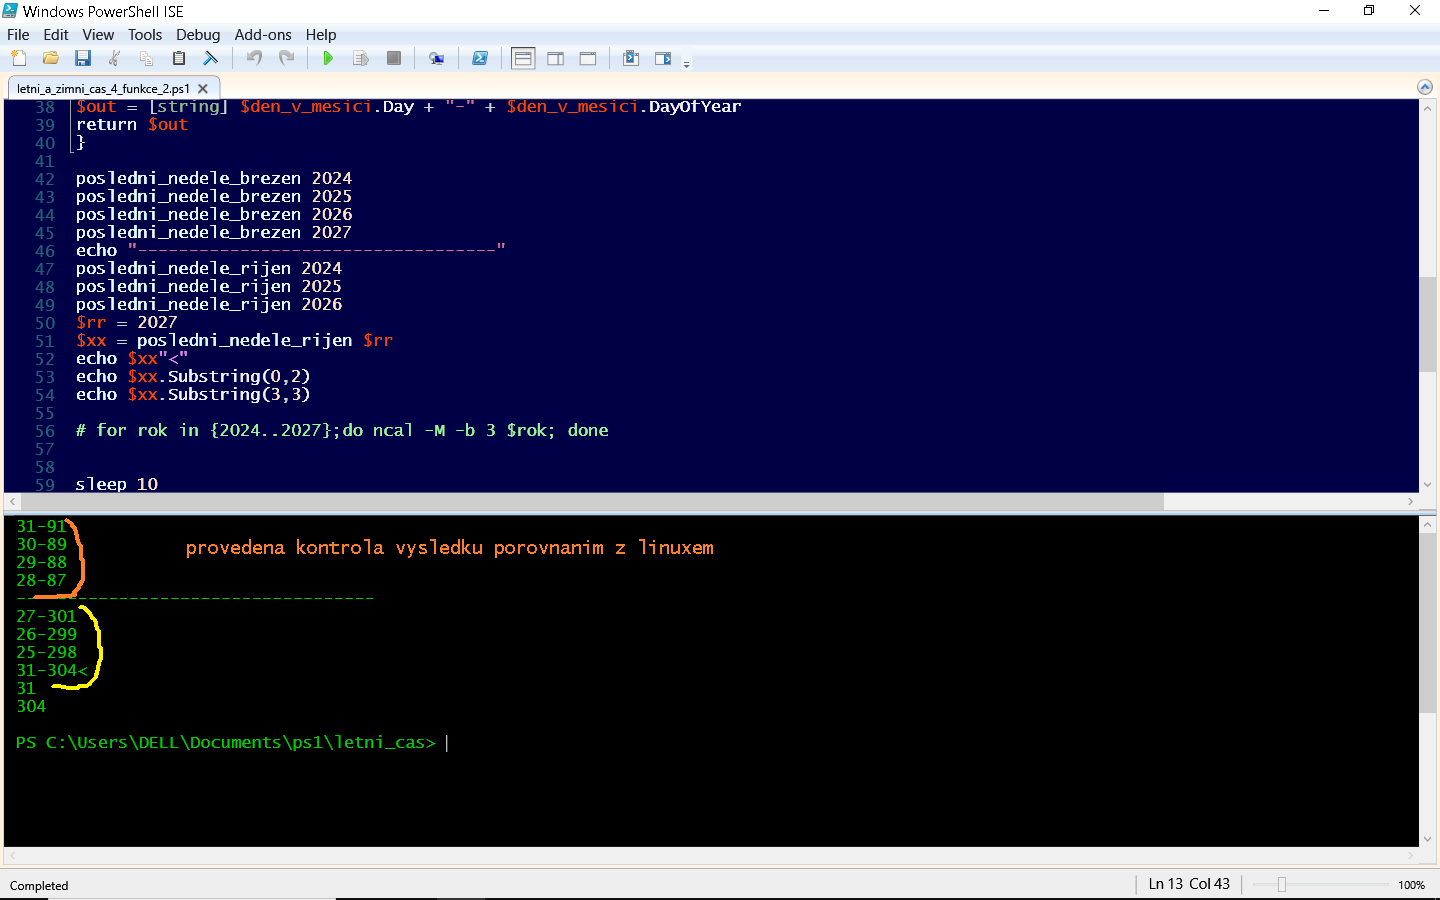 Windows PowerShell ISE
File Edit View Tools Debug Add-ons Help
letni_a_zimni_cas_4_funkce_2.ps1
38 $out = [string] $den_v_mesici.Day + "-" + $den_v_mesici.DayOfYear
39 return $out
40 }
41
42 posledni_nedele_brezen 2024
43 posledni_nedele_brezen 2025
44 posledni_nedele_brezen 2026
45 posledni_nedele_brezen 2027
46 echo "-----------------------------------"
47 posledni_nedele_rijen 2024
48 posledni_nedele_rijen 2025
49 posledni_nedele_rijen 2026
50 $rr = 2027
51 $xx = posledni_nedele_rijen $rr
52 echo $xx"<"
53 echo $xx.Substring(0,2)
54 echo $xx.Substring(3,3)
55
56 # for rok in {2024..2027};do ncal -M -b 3 $rok; done
57
58
59 sleep 10
31-91
30-89
29-88
28-87
provedena kontrola vysledku porovnanim z linuxem
-----------------------------------
27-301
26-299
25-298
31-304<
31
304
PS C:\Users\DELL\Documents\ps1\letni_cas>
Completed
Ln 13 Col 43
100%